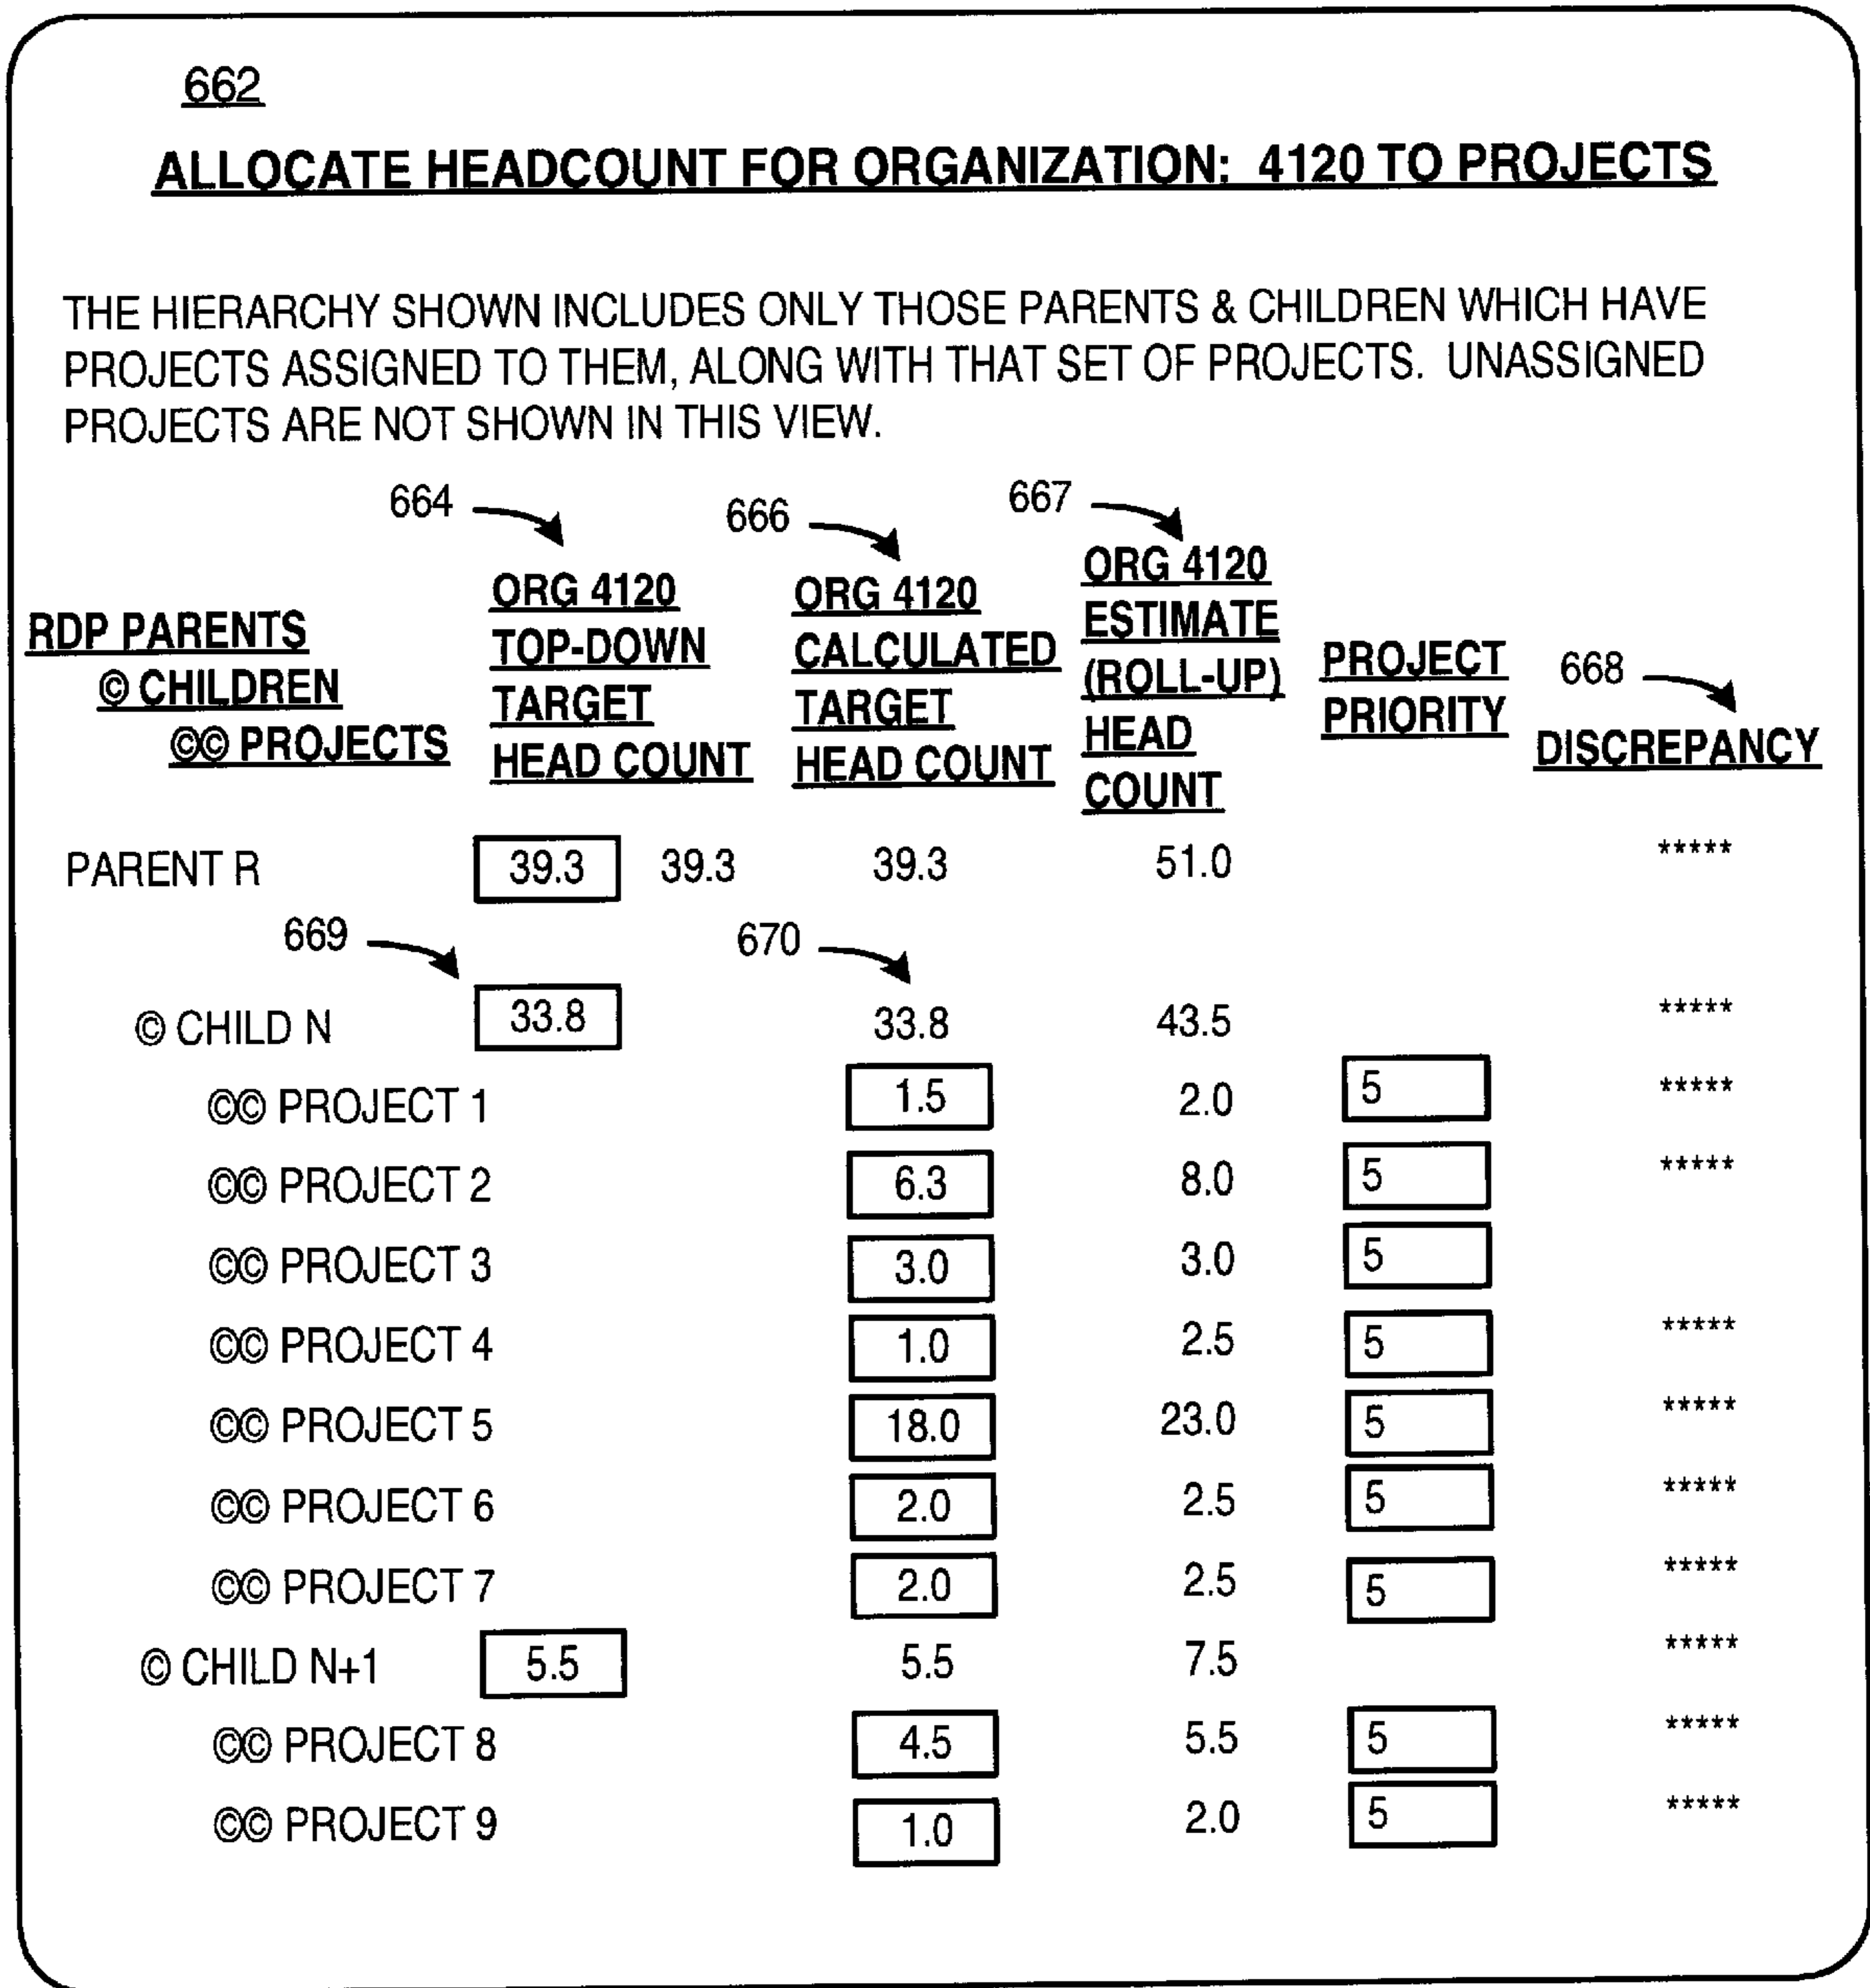 662
ALLOCATE HEADCOUNT FOR ORGANIZATION: 4120 TO PROJECTS
THE HIERARCHY SHOWN INCLUDES ONLY THOSE PARENTS & CHILDREN WHICH HAVE
PROJECTS ASSIGNED TO THEM, ALONG WITH THAT SET OF PROJECTS. UNASSIGNED
PROJECTS ARE NOT SHOWN IN THIS VIEW.
664
666
667
RDP PARENTS
© CHILDREN
©© PROJECTS
ORG 4120
TOP-DOWN
TARGET
HEAD COUNT
ORG 4120
CALCULATED
TARGET
HEAD COUNT
ORG 4120
ESTIMATE
(ROLL-UP)
HEAD
COUNT
PROJECT
PRIORITY
668
DISCREPANCY
PARENT R 39.3 39.3 39.3 51.0 *****
669
670
© CHILD N 33.8 33.8 43.5 *****
©© PROJECT 1 1.5 2.0 5 *****
©© PROJECT 2 6.3 8.0 5 *****
©© PROJECT 3 3.0 3.0 5
©© PROJECT 4 1.0 2.5 5 *****
©© PROJECT 5 18.0 23.0 5 *****
©© PROJECT 6 2.0 2.5 5 *****
©© PROJECT 7 2.0 2.5 5 *****
© CHILD N+1 5.5 5.5 7.5 *****
©© PROJECT 8 4.5 5.5 5 *****
©© PROJECT 9 1.0 2.0 5 *****